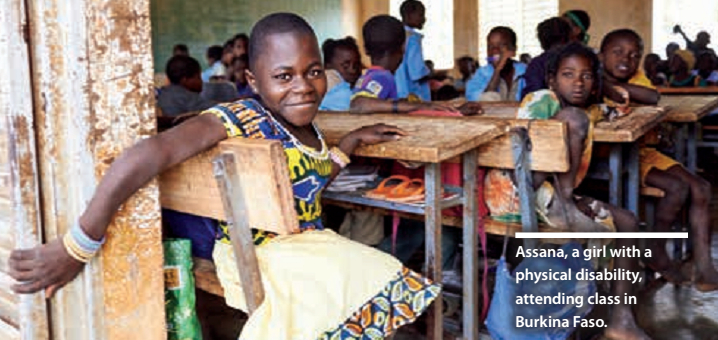 Assana, a girl with a
physical disability,
attending class in
Burkina Faso.